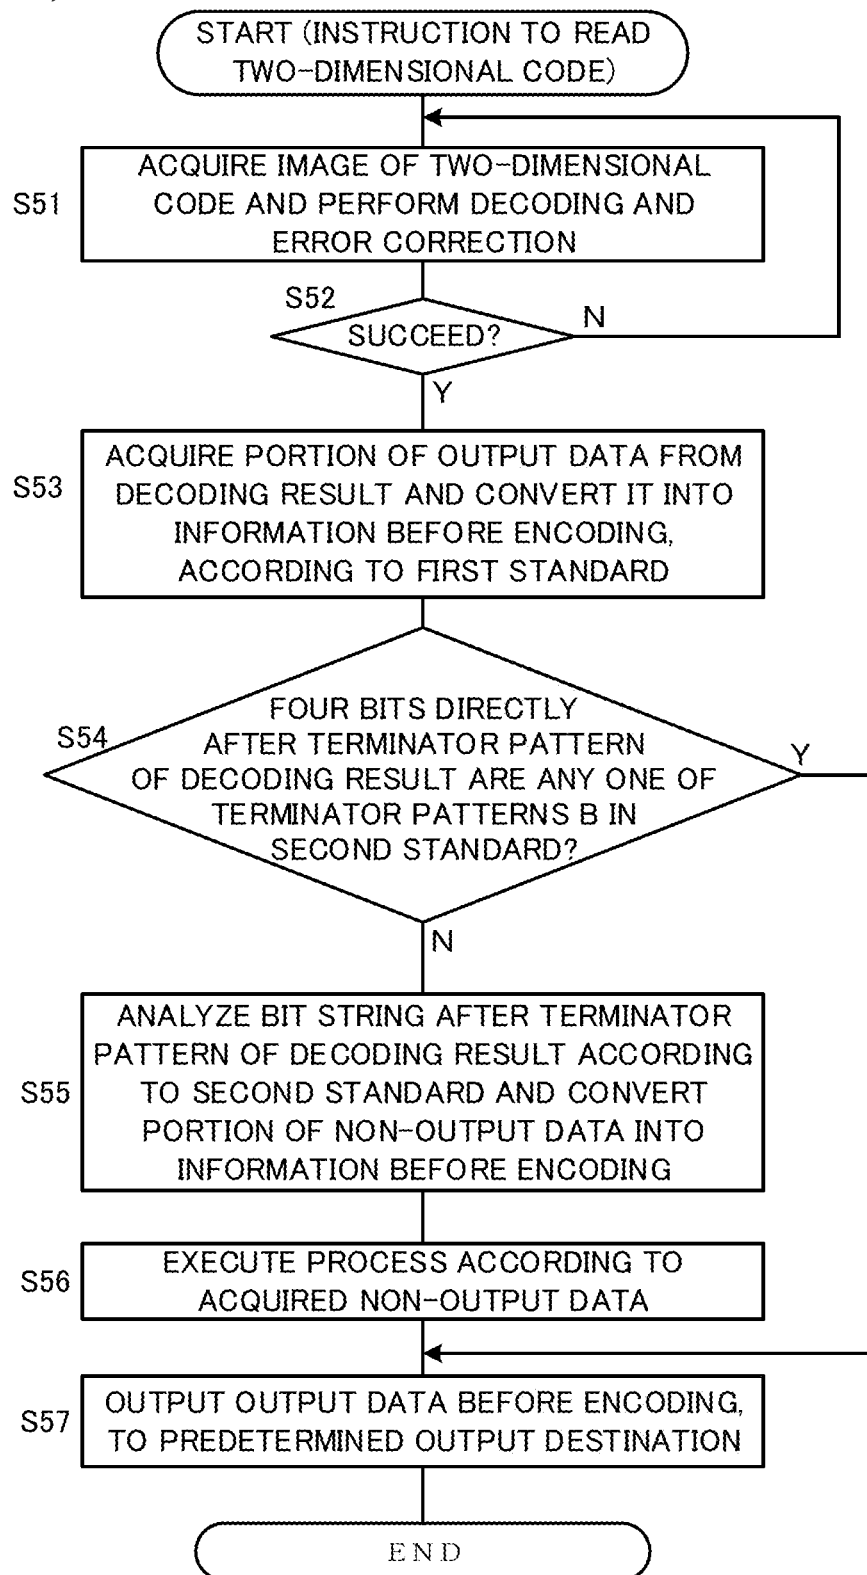 START (INSTRUCTION TO READ
TWO-DIMENSIONAL CODE)
S51
ACQUIRE IMAGE OF TWO-DIMENSIONAL
CODE AND PERFORM DECODING AND
ERROR CORRECTION
S52
SUCCEED?
N
Y
S53
ACQUIRE PORTION OF OUTPUT DATA FROM
DECODING RESULT AND CONVERT IT INTO
INFORMATION BEFORE ENCODING,
ACCORDING TO FIRST STANDARD
S54
FOUR BITS DIRECTLY
AFTER TERMINATOR PATTERN
OF DECODING RESULT ARE ANY ONE OF
TERMINATOR PATTERNS B IN
SECOND STANDARD?
Y
N
S55
ANALYZE BIT STRING AFTER TERMINATOR
PATTERN OF DECODING RESULT ACCORDING
TO SECOND STANDARD AND CONVERT
PORTION OF NON-OUTPUT DATA INTO
INFORMATION BEFORE ENCODING
S56
EXECUTE PROCESS ACCORDING TO
ACQUIRED NON-OUTPUT DATA
S57
OUTPUT OUTPUT DATA BEFORE ENCODING,
TO PREDETERMINED OUTPUT DESTINATION
END